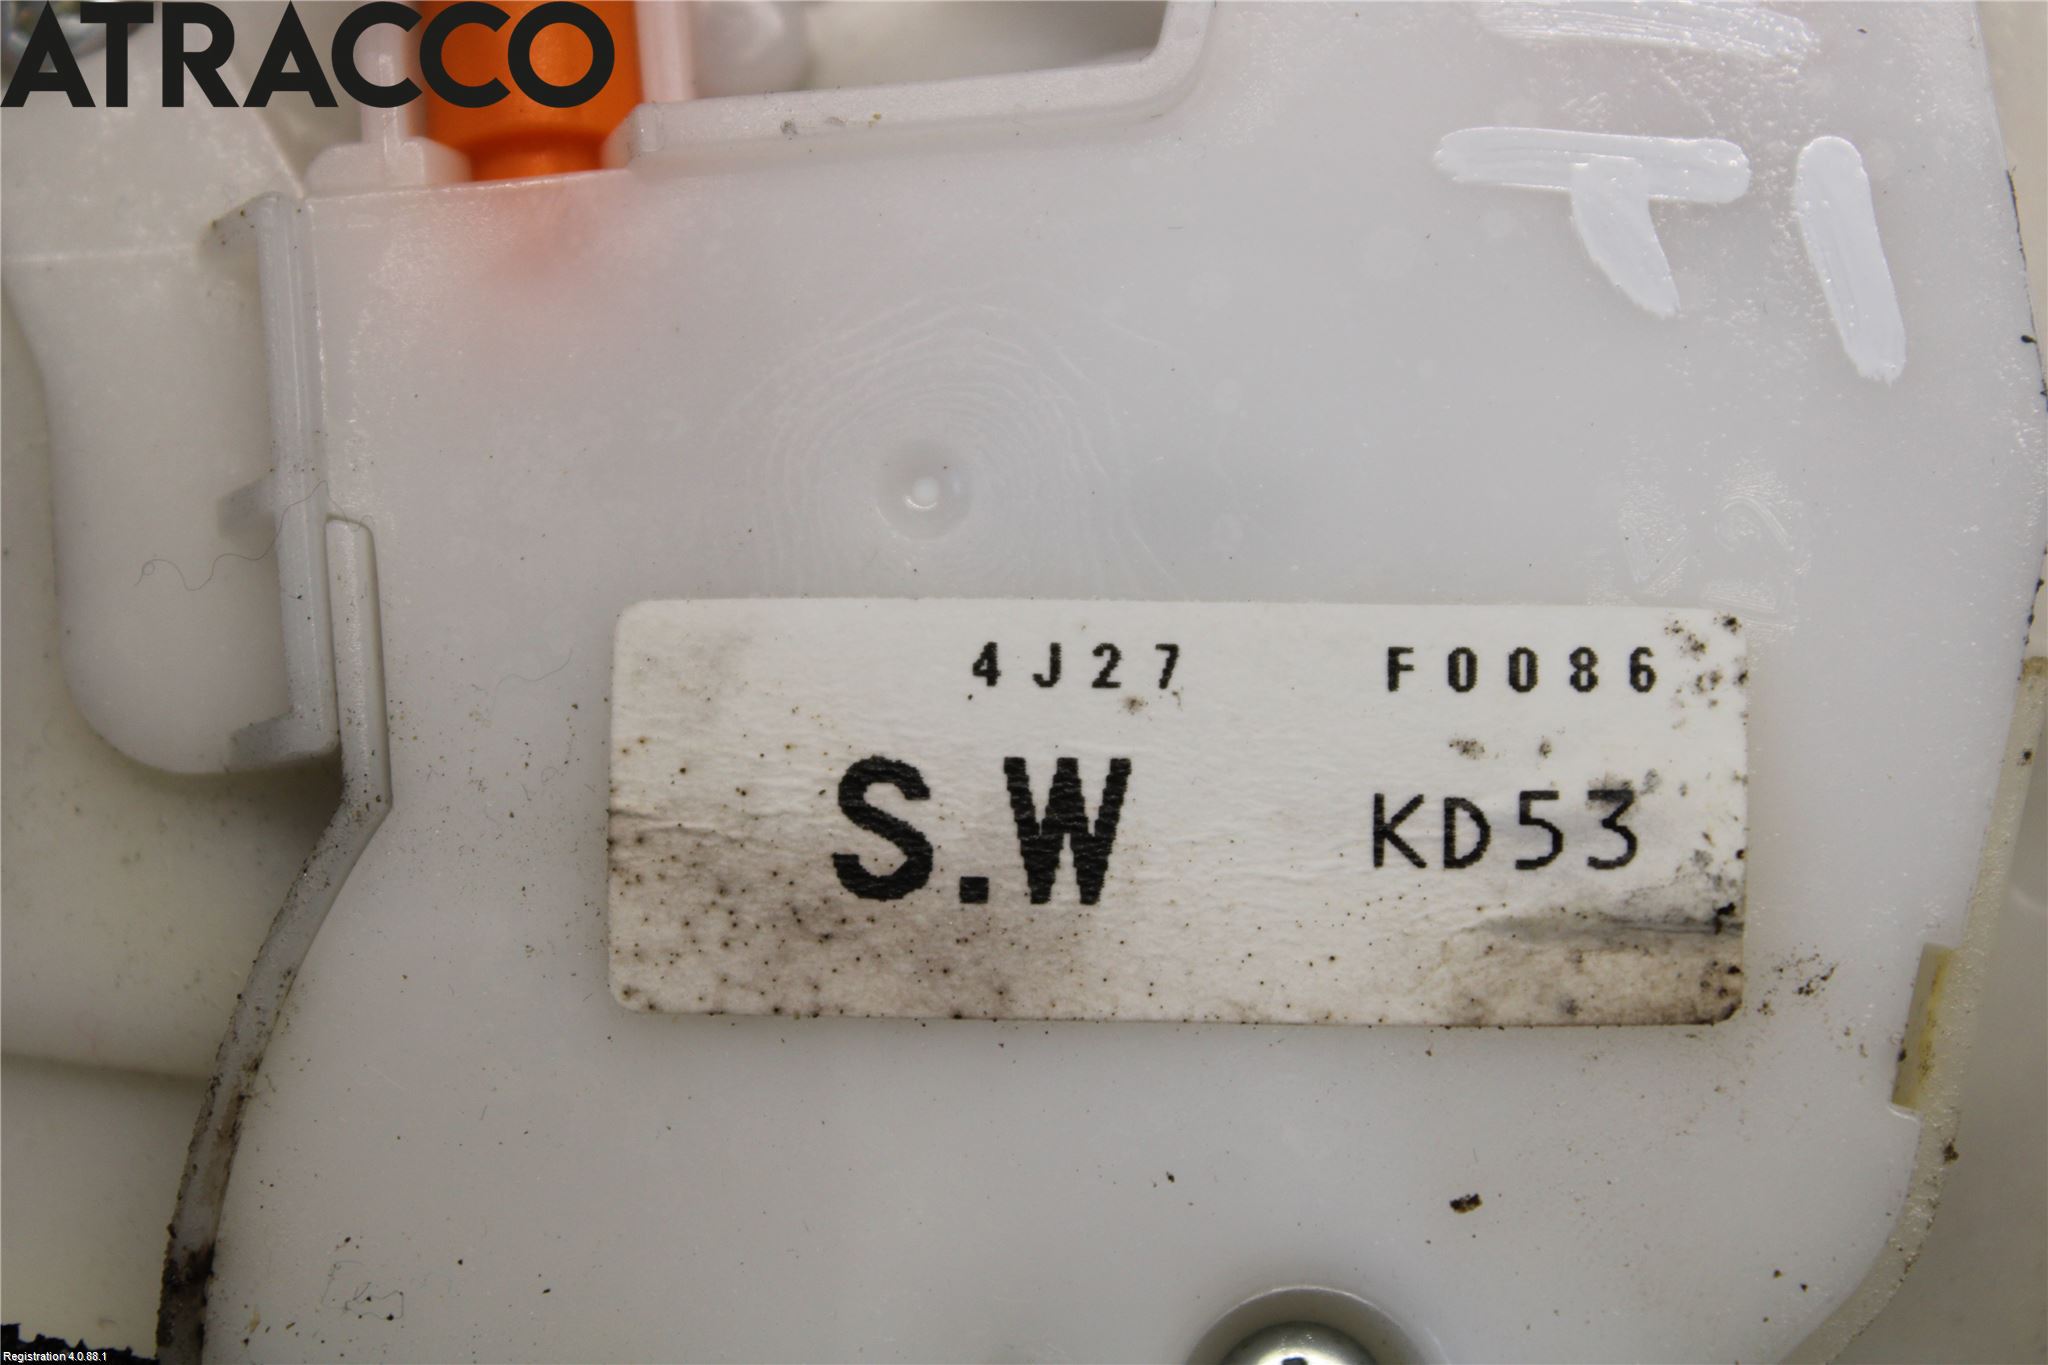 ATRACCO
4J27 F0086
S.W KD53
Registration 4.0.88.1